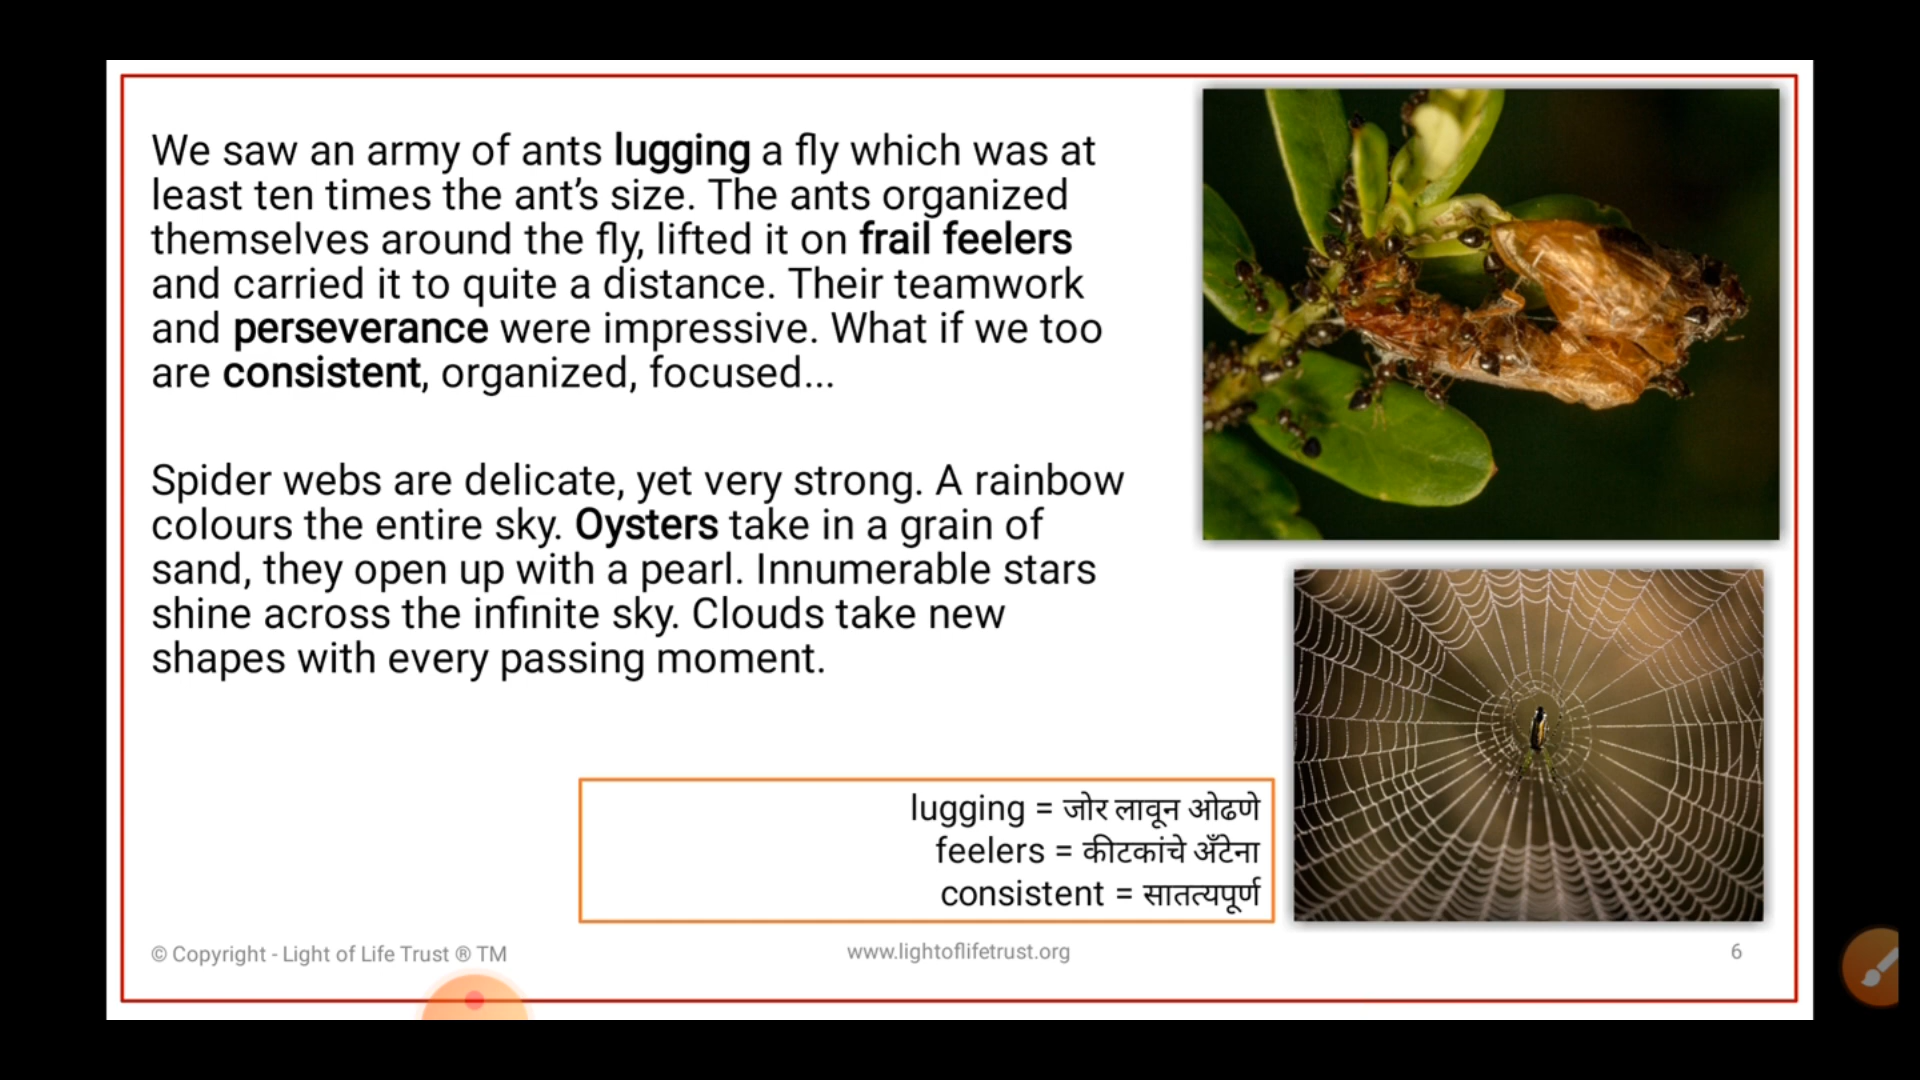 We saw an army of ants lugging a fly which was at
least ten times the ant’s size. The ants organized
themselves around the fly, lifted it on frail feelers
and carried it to quite a distance. Their teamwork
and perseverance were impressive. What if we too
are consistent, organized, focused...
Spider webs are delicate, yet very strong. A rainbow
colours the entire sky. Oysters take in a grain of
sand, they open up with a pearl. Innumerable stars
shine across the infinite sky. Clouds take new
shapes with every passing moment.
lugging = जोर लावून ओढणे
feelers = कीटकांचे अँटेना
consistent = सातत्यपूर्ण
© Copyright - Light of Life Trust ® TM
www.lightoflifetrust.org
6